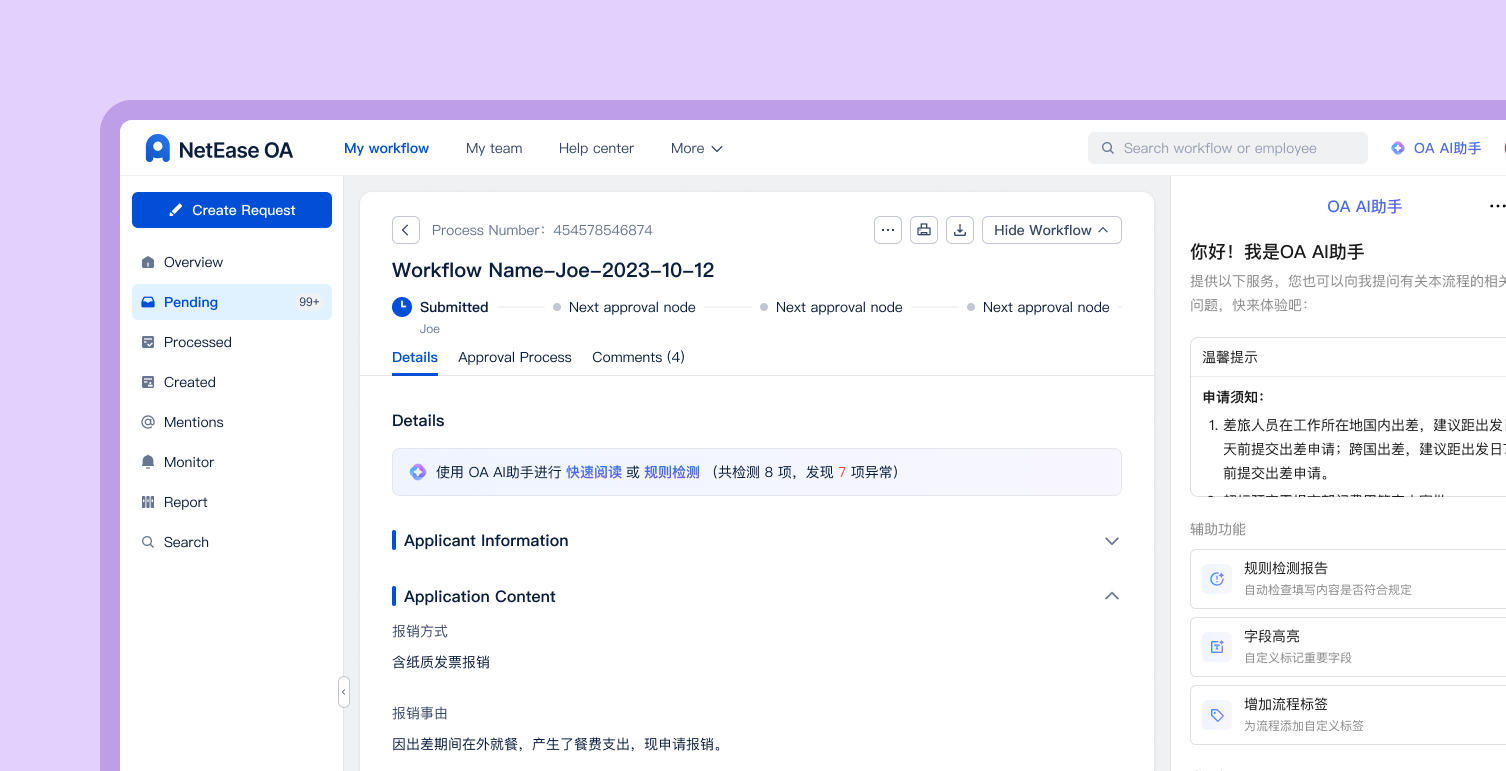 NetEase OA
My workflow
My team
Help center
More
Search workflow or employee
OA AI助手
Create Request
Overview
Pending
99+
Processed
Created
Mentions
Monitor
Report
Search
Process Number：454578546874
Hide Workflow
Workflow Name–Joe–2023–10–12
Submitted
Joe
Next approval node
Next approval node
Next approval node
Details
Approval Process
Comments (4)
Details
使用 OA AI助手进行 快速阅读 或 规则检测 （共检测 8 项，发现 7 项异常）
Applicant Information
Application Content
报销方式
含纸质发票报销
报销事由
因出差期间在外就餐，产生了餐费支出，现申请报销。
OA AI助手
你好！我是OA AI助手
提供以下服务，您也可以向我提问有关本流程的相关
问题，快来体验吧：
温馨提示
申请须知：
1. 差旅人员在工作所在地国内出差，建议距出发
天前提交出差申请；跨国出差，建议距出发日7
前提交出差申请。
辅助功能
规则检测报告
自动检查填写内容是否符合规定
字段高亮
自定义标记重要字段
增加流程标签
为流程添加自定义标签